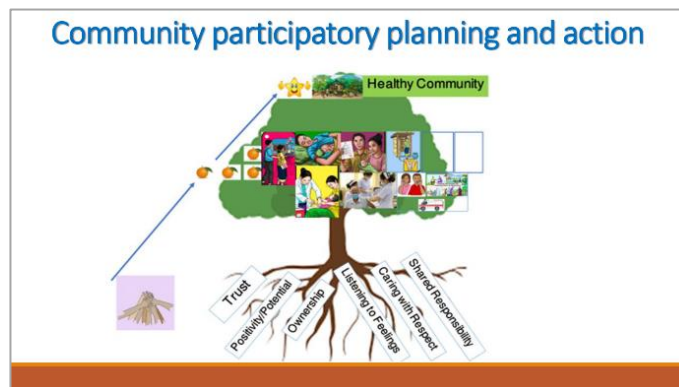 Community participatory planning and action
Healthy Community
Trust
Positivity/Potential
Ownership
Listening to Feelings
Caring with Respect
Shared Responsibility